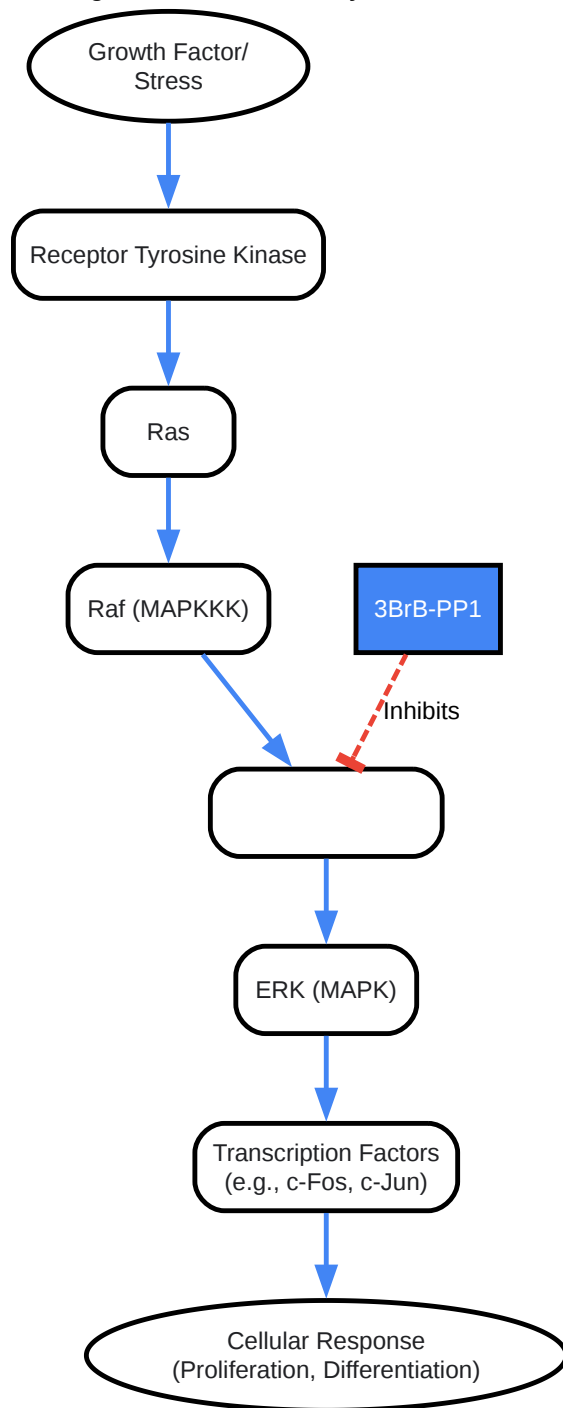 Growth Factor/
Stress
Receptor Tyrosine Kinase
Ras
Raf (MAPKKK)
3BrB-PP1
Inhibits
ERK (MAPK)
Transcription Factors
(e.g., c-Fos, c-Jun)
Cellular Response
(Proliferation, Differentiation)